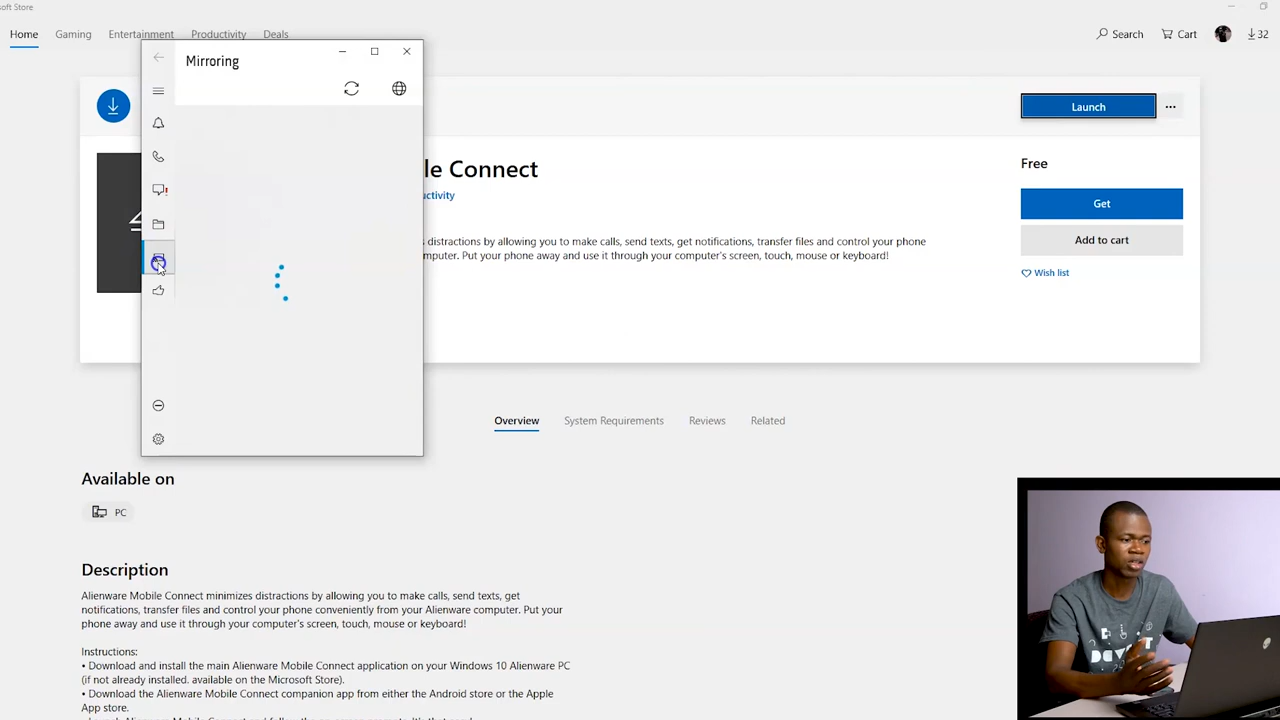 soft Store
Home Gaming Entertainment Productivity Deals
Search Cart 32
Mirroring
Launch
le Connect
uctivity
Free
Get
Add to cart
Wish list
distractions by allowing you to make calls, send texts, get notifications, transfer files and control your phone
mputer. Put your phone away and use it through your computer's screen, touch, mouse or keyboard!
Overview System Requirements Reviews Related
Available on
PC
Description
Alienware Mobile Connect minimizes distractions by allowing you to make calls, send texts, get
notifications, transfer files and control your phone conveniently from your Alienware computer. Put your
phone away and use it through your computer's screen, touch, mouse or keyboard!
Instructions:
• Download and install the main Alienware Mobile Connect application on your Windows 10 Alienware PC
(if not already installed. available on the Microsoft Store).
• Download the Alienware Mobile Connect companion app from either the Android store or the Apple
App store.